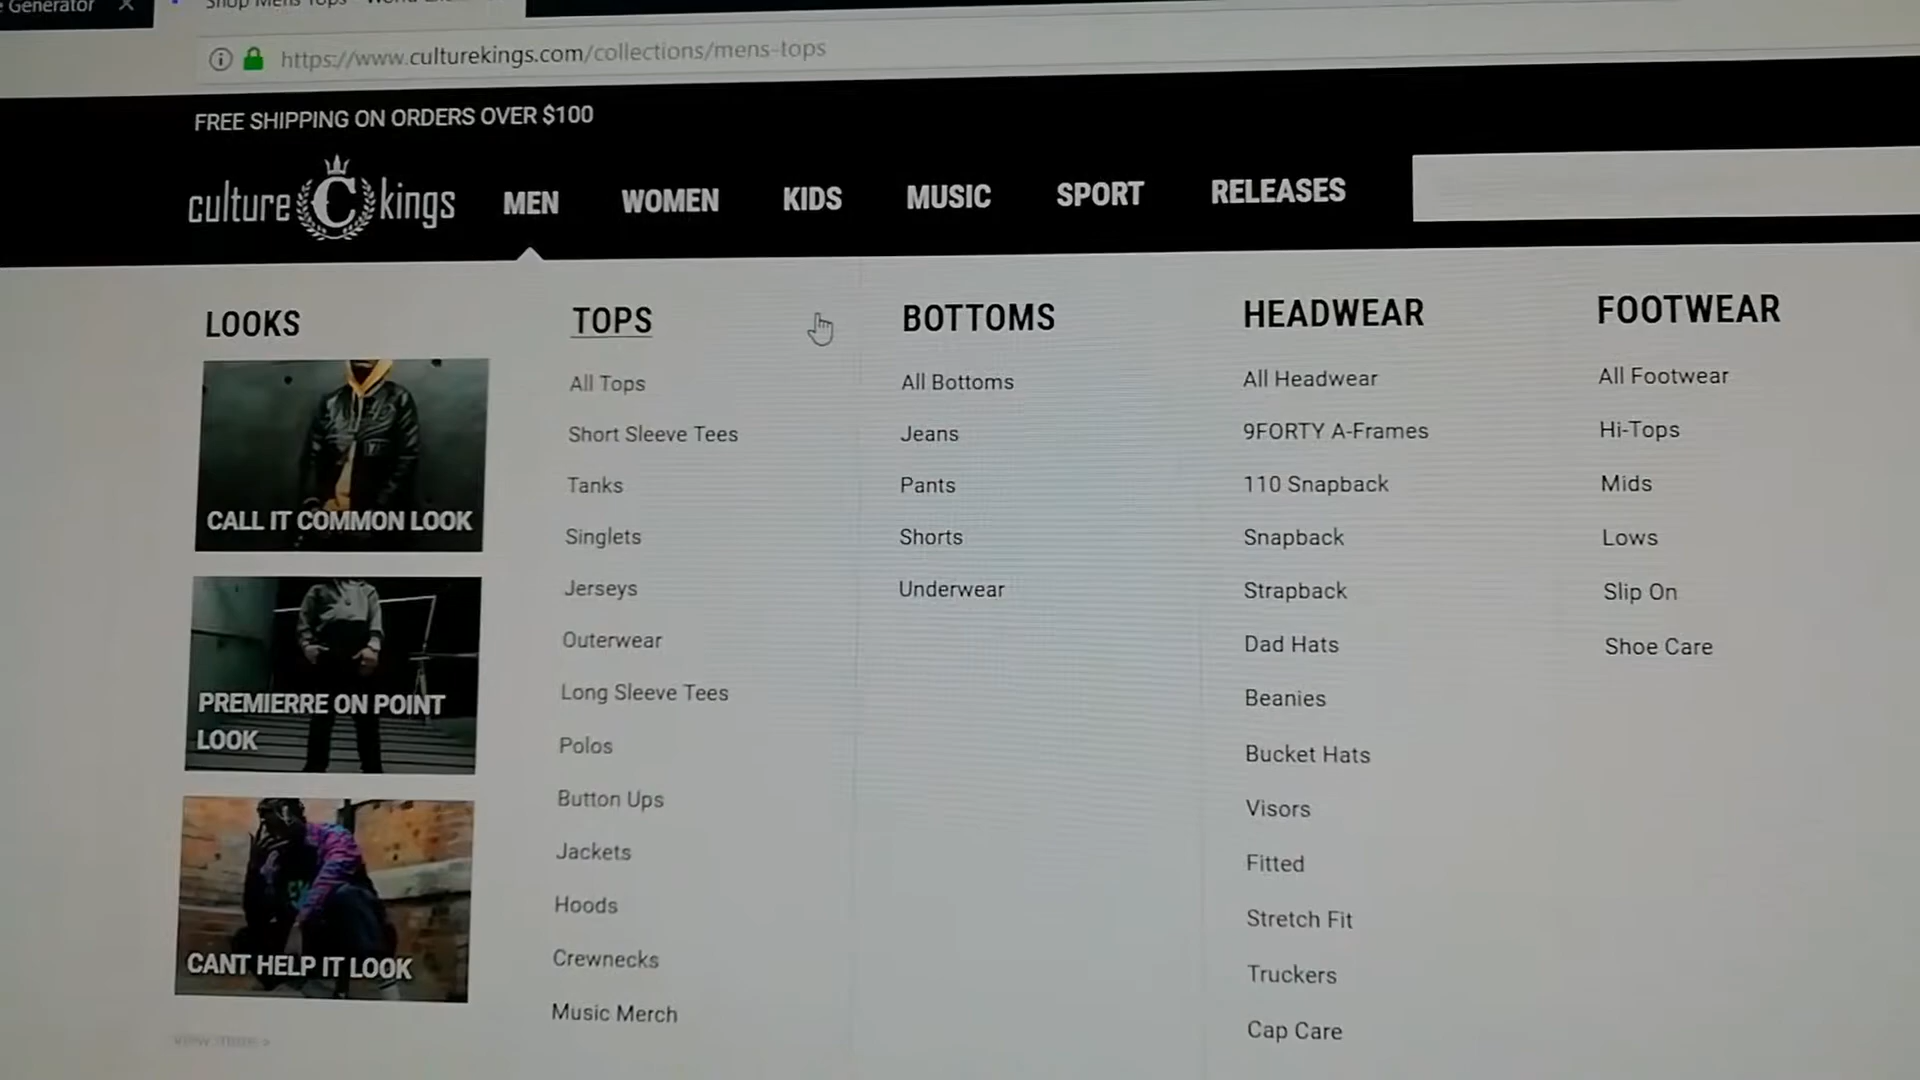 Generator
Shop Mens Tops
https://www.culturekings.com/collections/mens-tops
FREE SHIPPING ON ORDERS OVER $100
culture C kings
MEN
WOMEN
KIDS
MUSIC
SPORT
RELEASES
LOOKS
CALL IT COMMON LOOK
PREMIERRE ON POINT
LOOK
CANT HELP IT LOOK
TOPS
All Tops
Short Sleeve Tees
Tanks
Singlets
Jerseys
Outerwear
Long Sleeve Tees
Polos
Button Ups
Jackets
Hoods
Crewnecks
Music Merch
BOTTOMS
All Bottoms
Jeans
Pants
Shorts
Underwear
HEADWEAR
All Headwear
9FORTY A-Frames
110 Snapback
Snapback
Strapback
Dad Hats
Beanies
Bucket Hats
Visors
Fitted
Stretch Fit
Truckers
Cap Care
FOOTWEAR
All Footwear
Hi-Tops
Mids
Lows
Slip On
Shoe Care